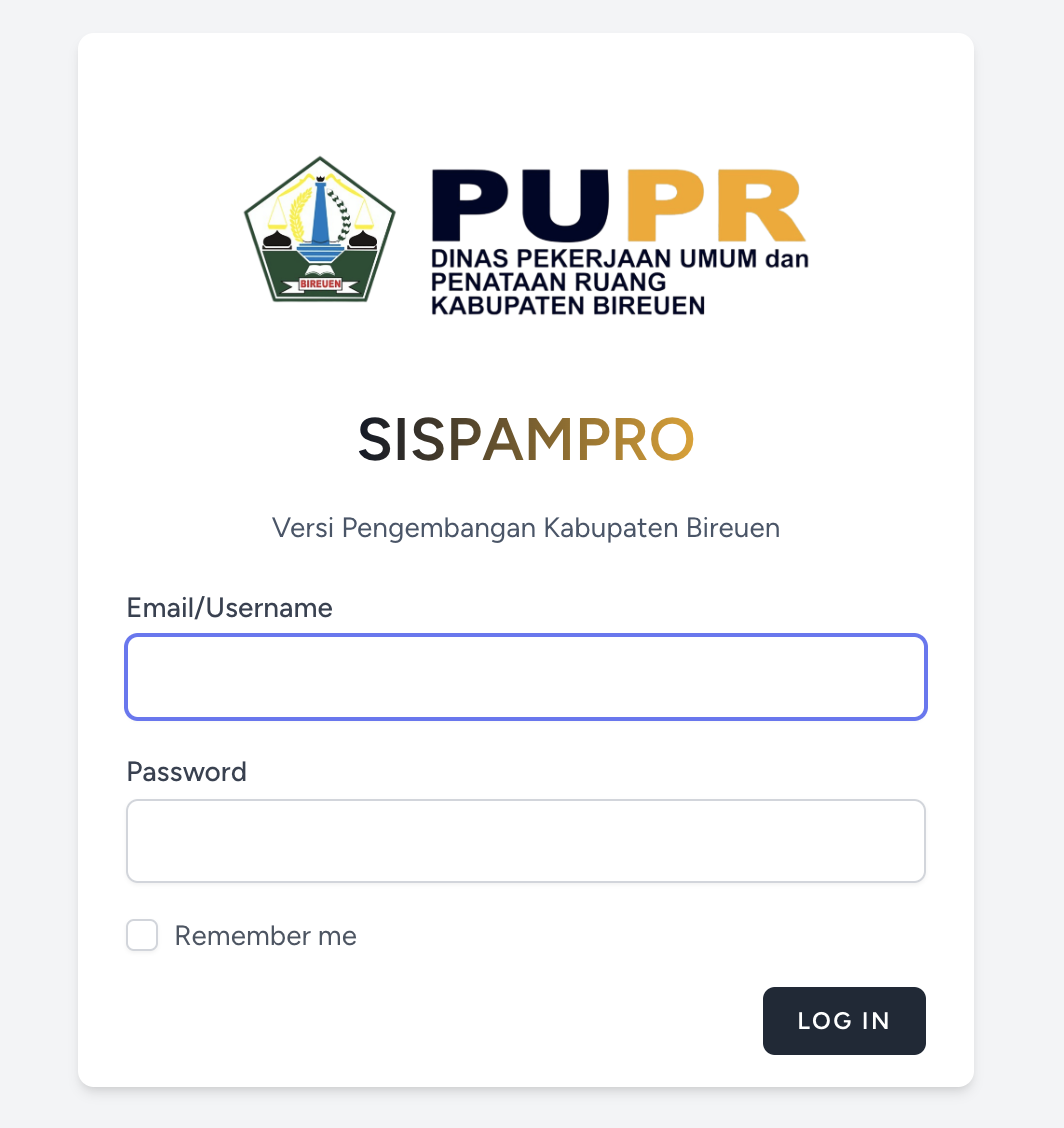 BIREUEN
PUPR
DINAS PEKERJAAN UMUM dan
PENATAAN RUANG
KABUPATEN BIREUEN
SISPAMPRO
Versi Pengembangan Kabupaten Bireuen
Email/Username
Password
Remember me
LOG IN